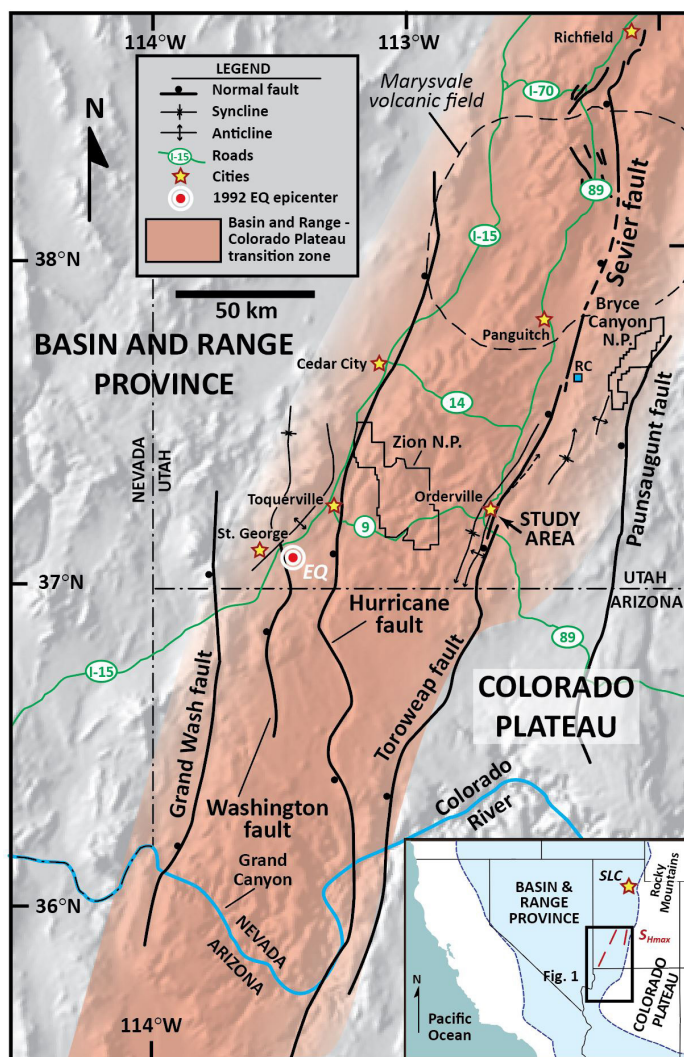 114°W
113°W
Richfield
LEGEND
Normal fault
Syncline
Anticline
I-15
Roads
Cities
1992 EQ epicenter
Basin and Range -
Colorado Plateau
transition zone
N
Marysvale
volcanic field
I-70
89
I-15
Sevier fault
38°N
50 km
BASIN AND RANGE
PROVINCE
Bryce
Canyon
N.P.
Panguitch
RC
Cedar City
14
Paunsaugunt fault
Zion N.P.
NEVADA
UTAH
Toquerville
Orderville
St. George
9
STUDY
AREA
EQ
37°N
UTAH
ARIZONA
Hurricane
fault
89
I-15
Grand Wash fault
Toroweap fault
COLORADO
PLATEAU
Washington
fault
Colorado
River
Grand
Canyon
36°N
NEVADA
ARIZONA
114°W
SLC
Rocky
Mountains
BASIN &
RANGE
PROVINCE
SHmax
Fig. 1
COLORADO
PLATEAU
N
Pacific
Ocean